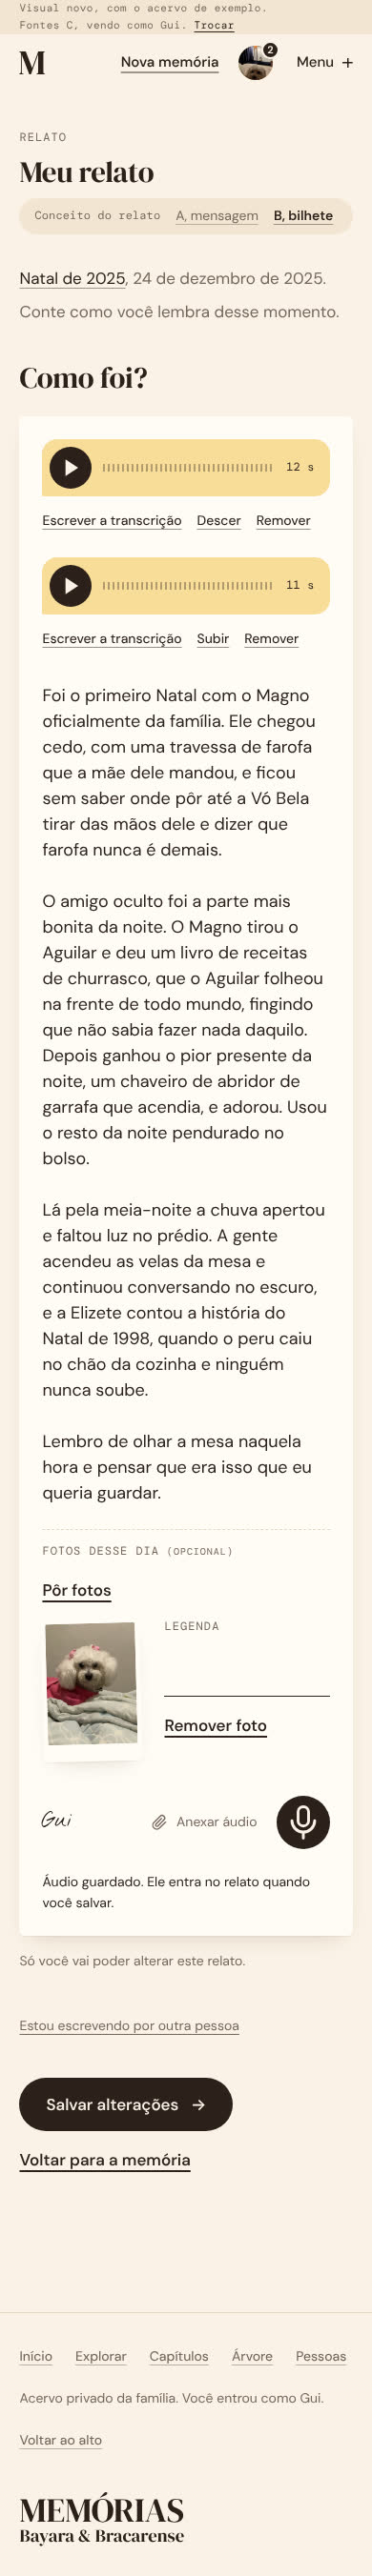 Visual novo, com o acervo de exemplo.
Fontes C, vendo como Gui. Trocar
M Nova memória 2 Menu +
RELATO
Meu relato
Conceito do relato A, mensagem B, bilhete
Natal de 2025, 24 de dezembro de 2025.
Conte como você lembra desse momento.
Como foi?
12 s
Escrever a transcrição Descer Remover
11 s
Escrever a transcrição Subir Remover
Foi o primeiro Natal com o Magno
oficialmente da família. Ele chegou
cedo, com uma travessa de farofa
que a mãe dele mandou, e ficou
sem saber onde pôr até a Vó Bela
tirar das mãos dele e dizer que
farofa nunca é demais.
O amigo oculto foi a parte mais
bonita da noite. O Magno tirou o
Aguilar e deu um livro de receitas
de churrasco, que o Aguilar folheou
na frente de todo mundo, fingindo
que não sabia fazer nada daquilo.
Depois ganhou o pior presente da
noite, um chaveiro de abridor de
garrafa que acendia, e adorou. Usou
o resto da noite pendurado no
bolso.
Lá pela meia-noite a chuva apertou
e faltou luz no prédio. A gente
acendeu as velas da mesa e
continuou conversando no escuro,
e a Elizete contou a história do
Natal de 1998, quando o peru caiu
no chão da cozinha e ninguém
nunca soube.
Lembro de olhar a mesa naquela
hora e pensar que era isso que eu
queria guardar.
FOTOS DESSE DIA (OPCIONAL)
Pôr fotos
LEGENDA
Remover foto
Gui Anexar áudio
Áudio guardado. Ele entra no relato quando
você salvar.
Só você vai poder alterar este relato.
Estou escrevendo por outra pessoa
Salvar alterações →
Voltar para a memória
Início Explorar Capítulos Árvore Pessoas
Acervo privado da família. Você entrou como Gui.
Voltar ao alto
MEMÓRIAS
Bayara & Bracarense